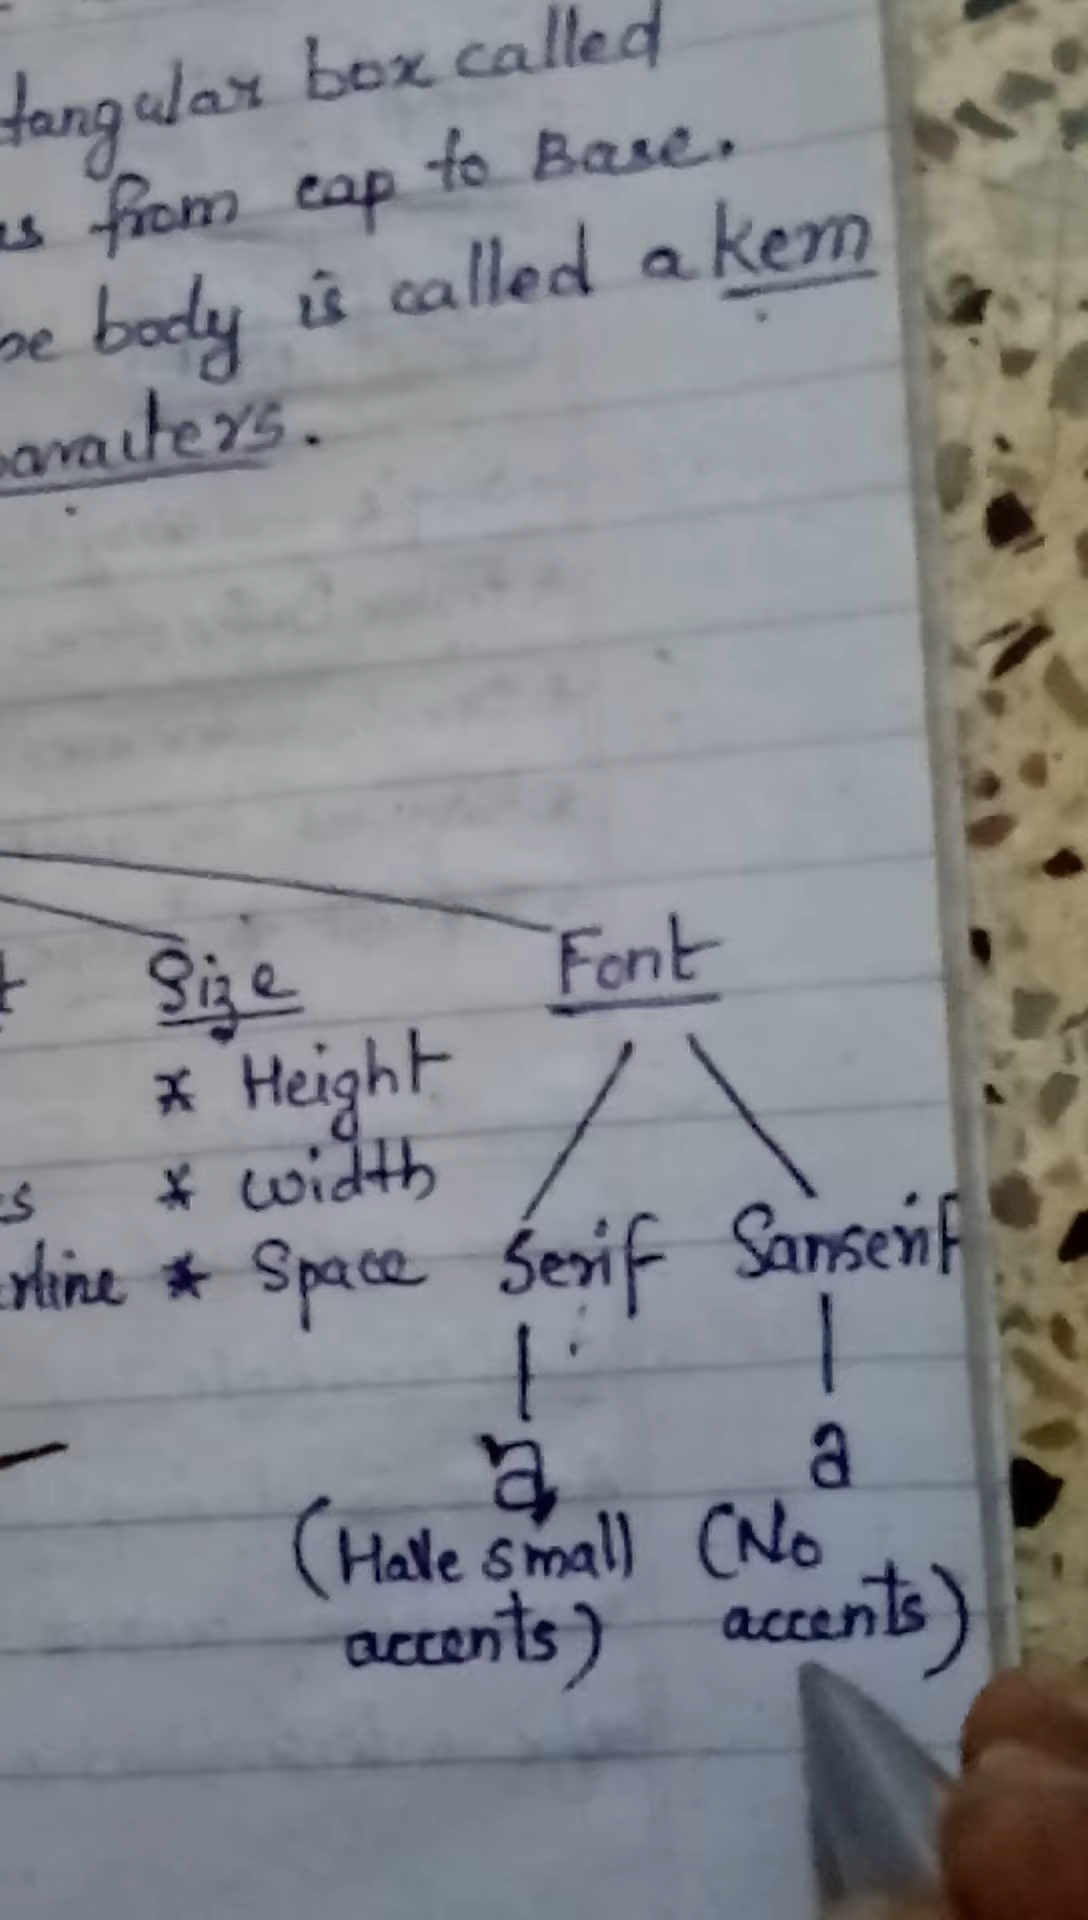 tangular box called
as from cap to Base.
body is called a kern
.
Size Font
* Height
* width
* Space Serif Sanserif
a a
(Have small (No
accents) accents)